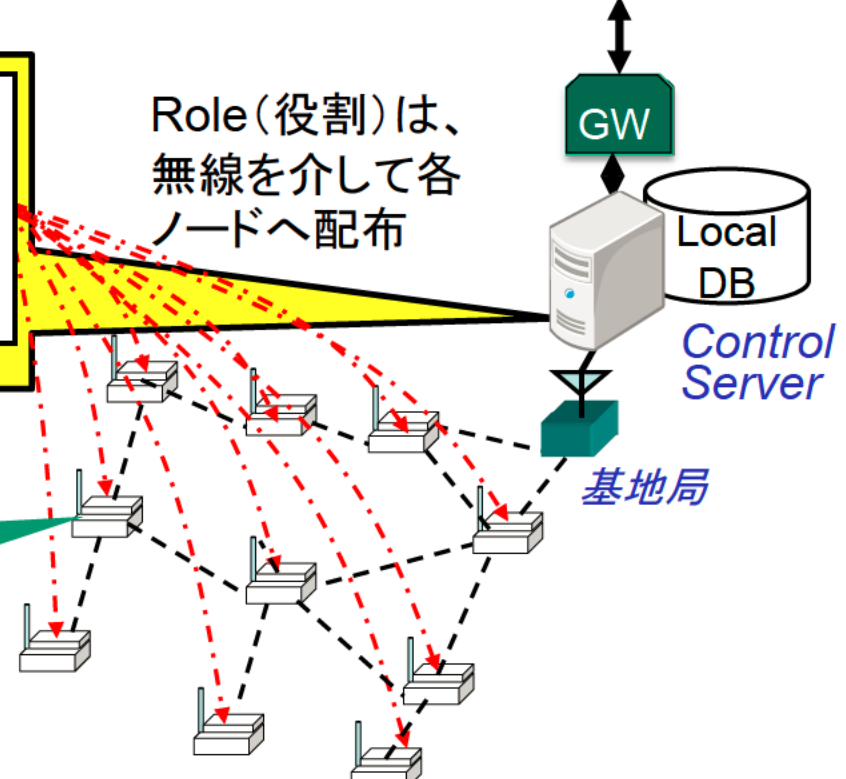 Role（役割）は、
無線を介して各
ノードへ配布
GW
Local
DB
Control
Server
基地局